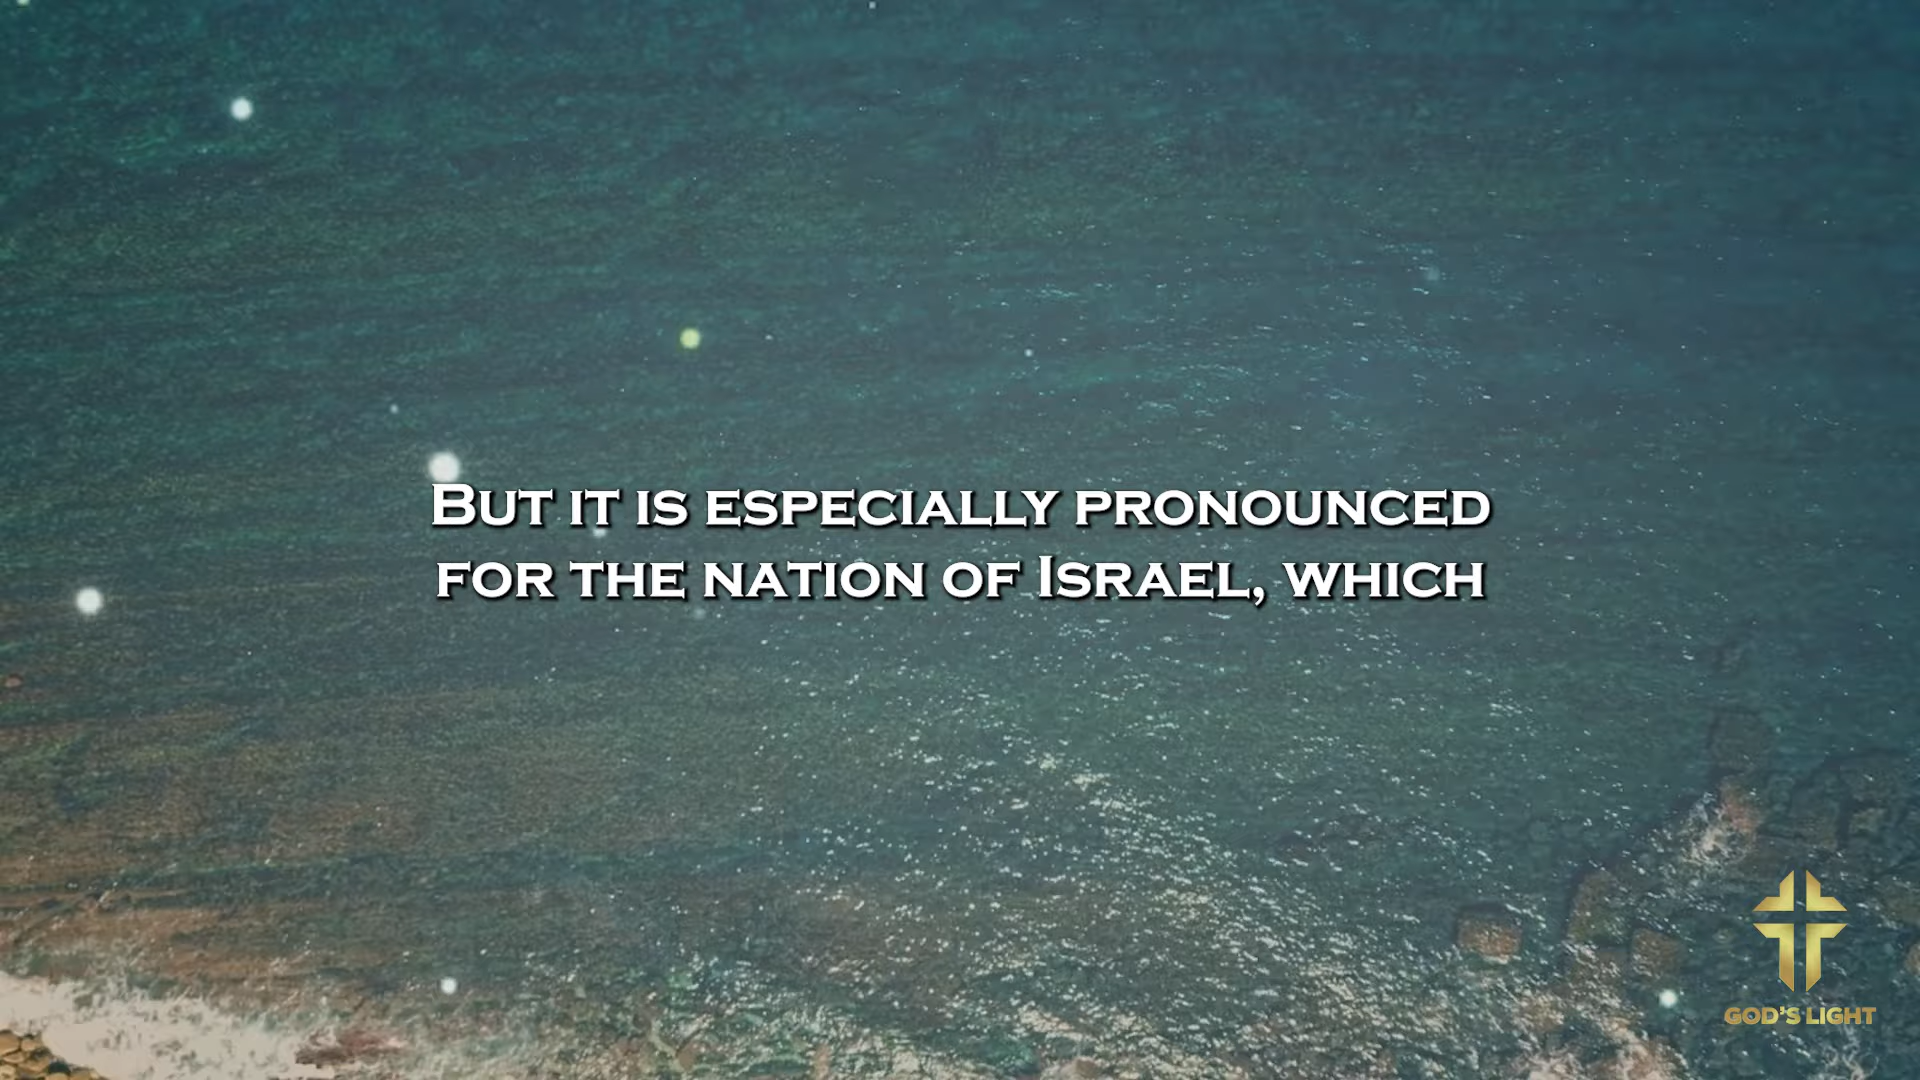 But it is especially pronounced
for the nation of Israel, which
GOD'S LIGHT